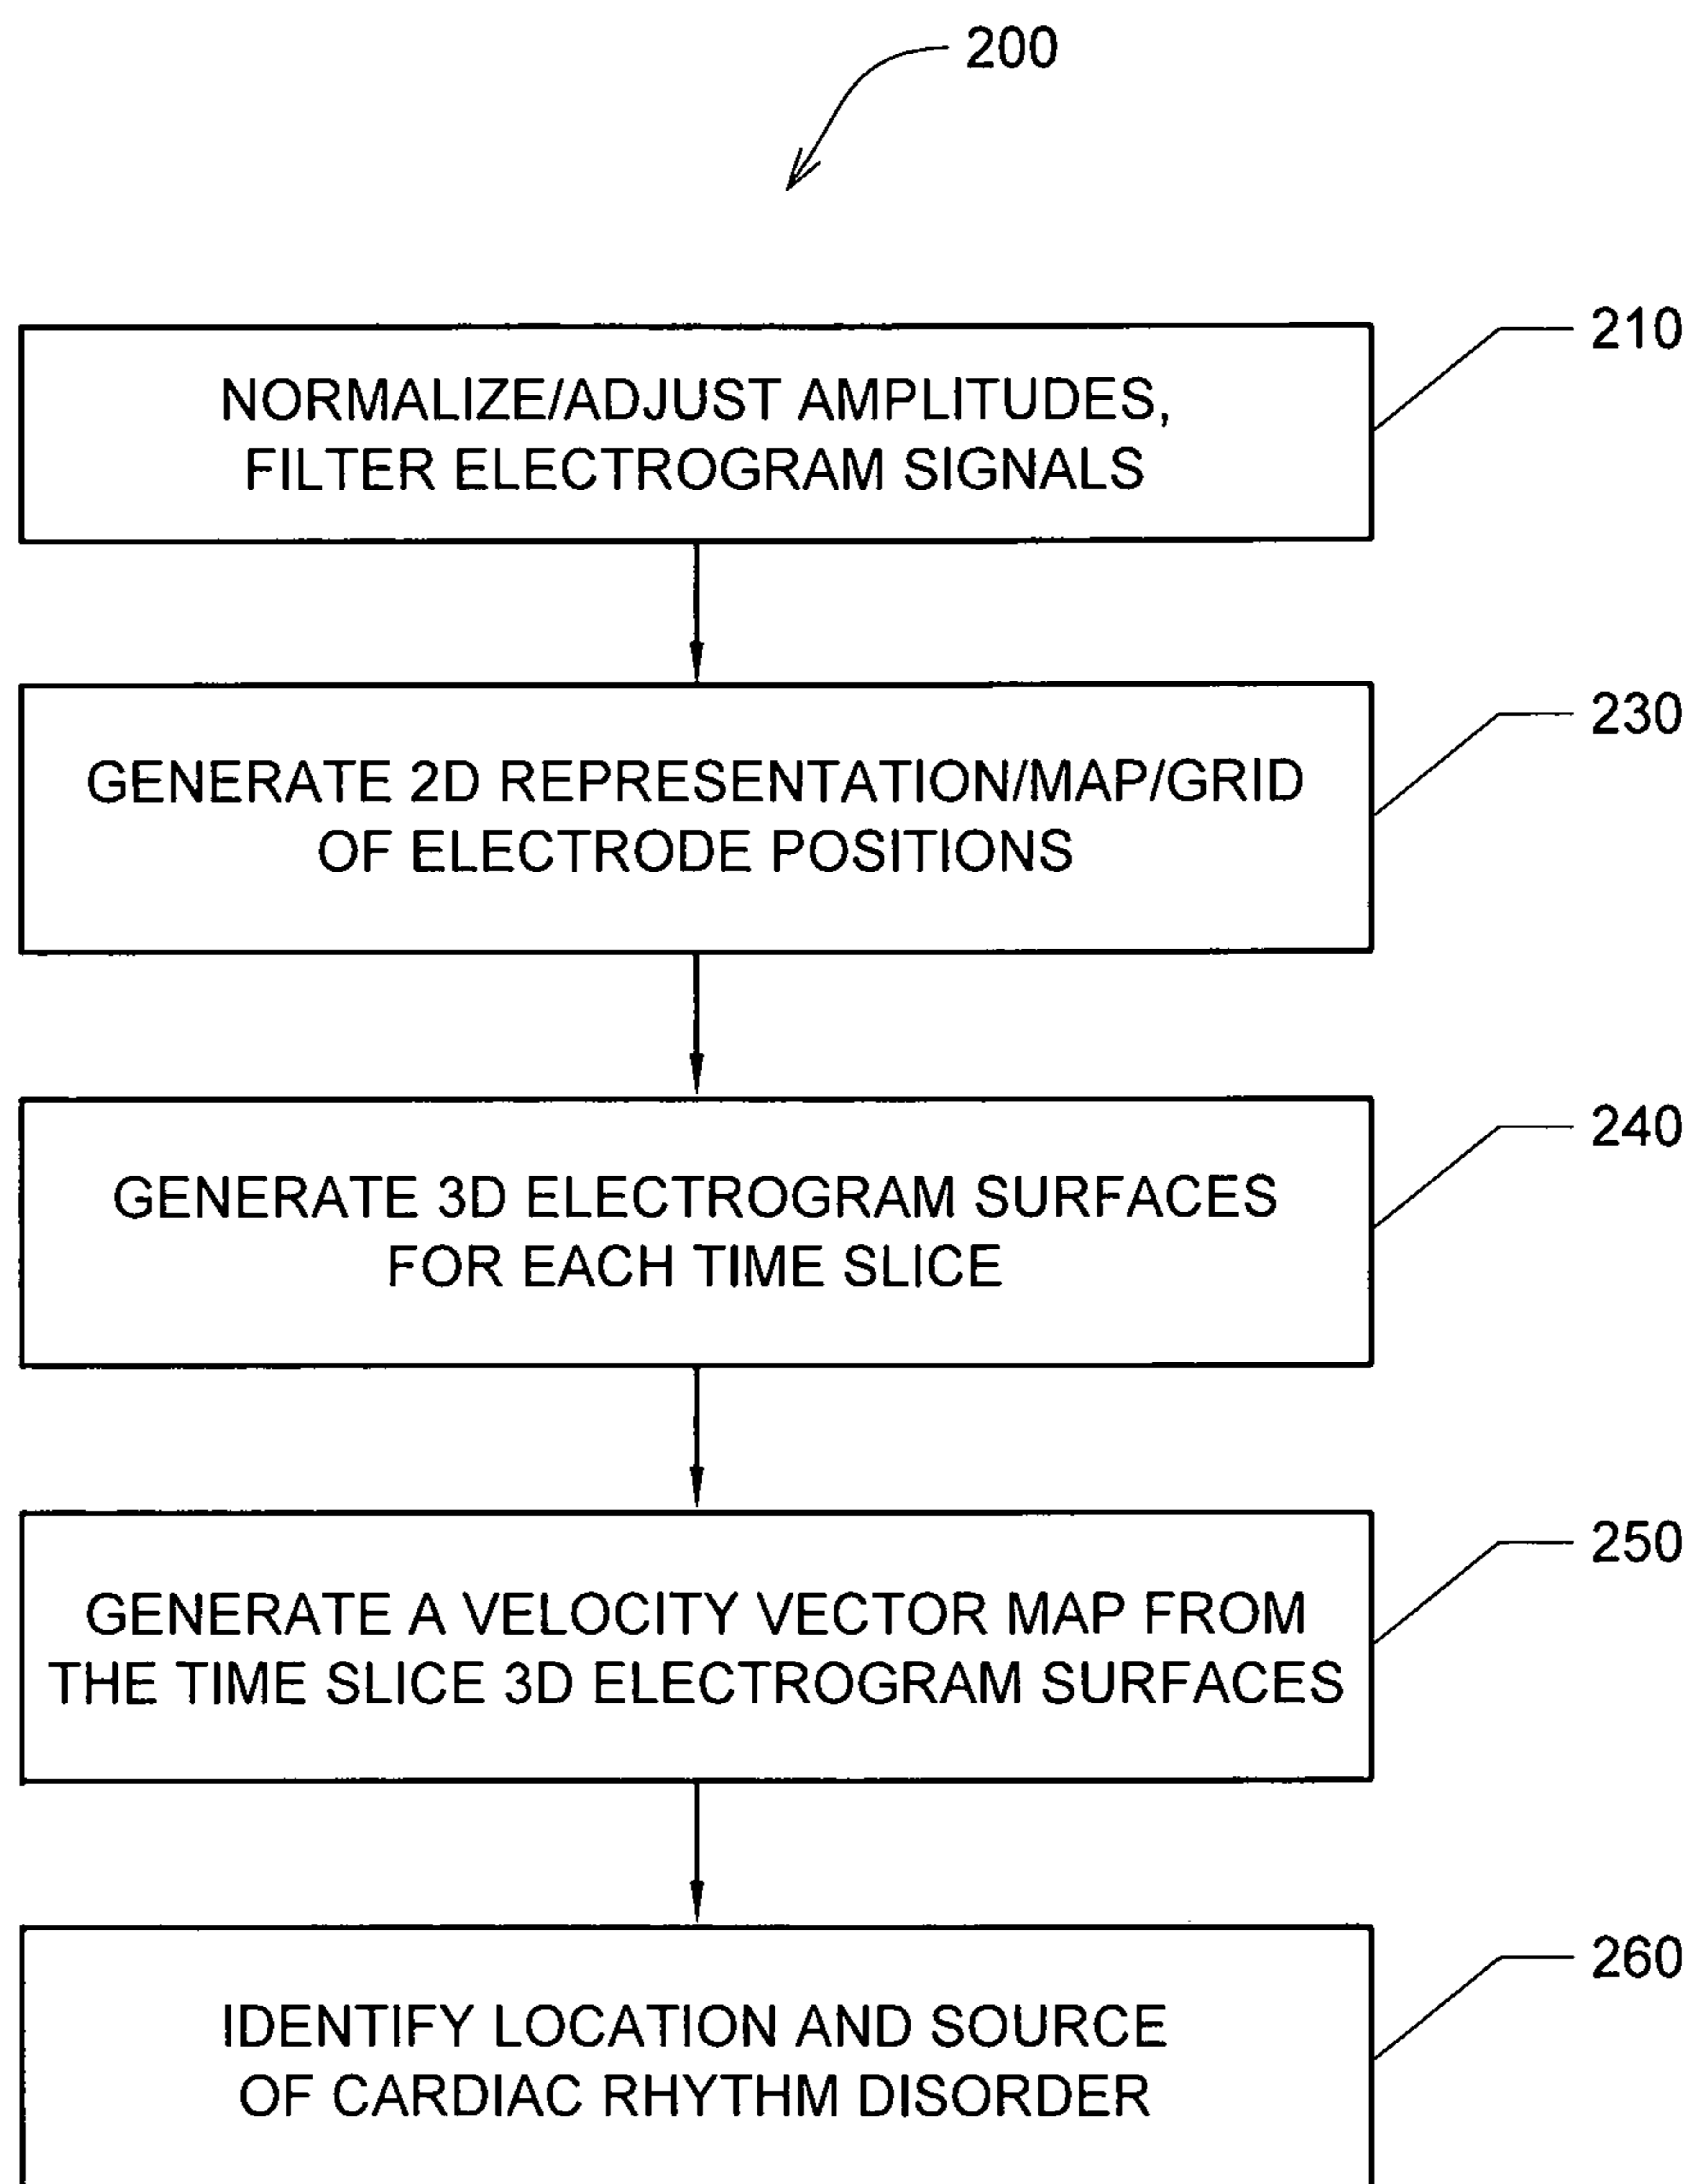 200
210
NORMALIZE/ADJUST AMPLITUDES,
FILTER ELECTROGRAM SIGNALS
230
GENERATE 2D REPRESENTATION/MAP/GRID
OF ELECTRODE POSITIONS
240
GENERATE 3D ELECTROGRAM SURFACES
FOR EACH TIME SLICE
250
GENERATE A VELOCITY VECTOR MAP FROM
THE TIME SLICE 3D ELECTROGRAM SURFACES
260
IDENTIFY LOCATION AND SOURCE
OF CARDIAC RHYTHM DISORDER